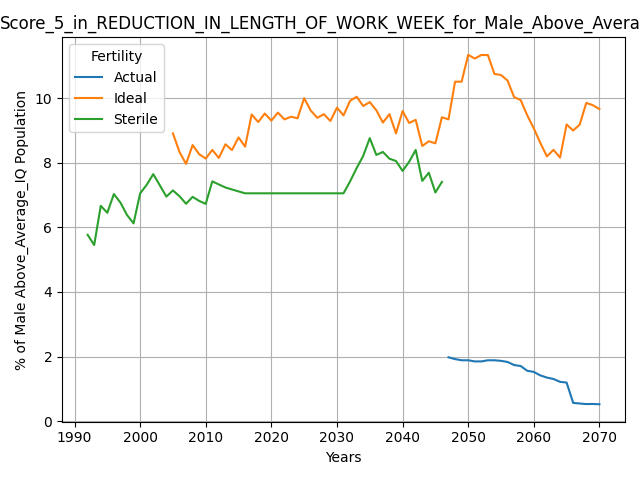 Score_5_in_REDUCTION_IN_LENGTH_OF_WORK_WEEK_for_Male_Above_Avera
Fertility
Actual
Ideal
Sterile
% of Male Above_Average_IQ Population
10
8
6
4
2
0
1990 2000 2010 2020 2030 2040 2050 2060 2070
Years